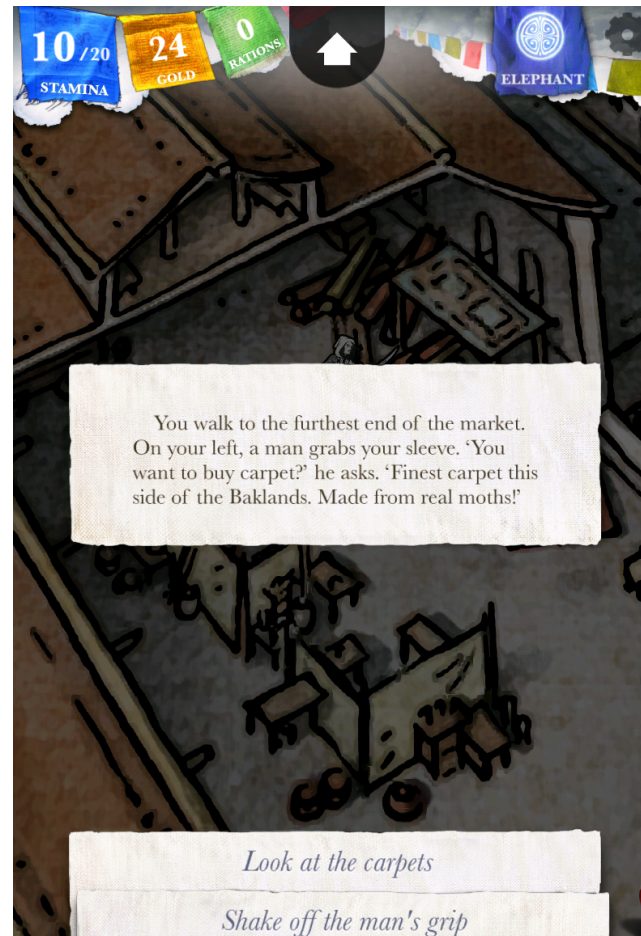 10/20
STAMINA
24
GOLD
0
RATIONS
ELEPHANT
You walk to the furthest end of the market.
On your left, a man grabs your sleeve. ‘You
want to buy carpet?’ he asks. ‘Finest carpet this
side of the Baklands. Made from real moths!’
Look at the carpets
Shake off the man's grip